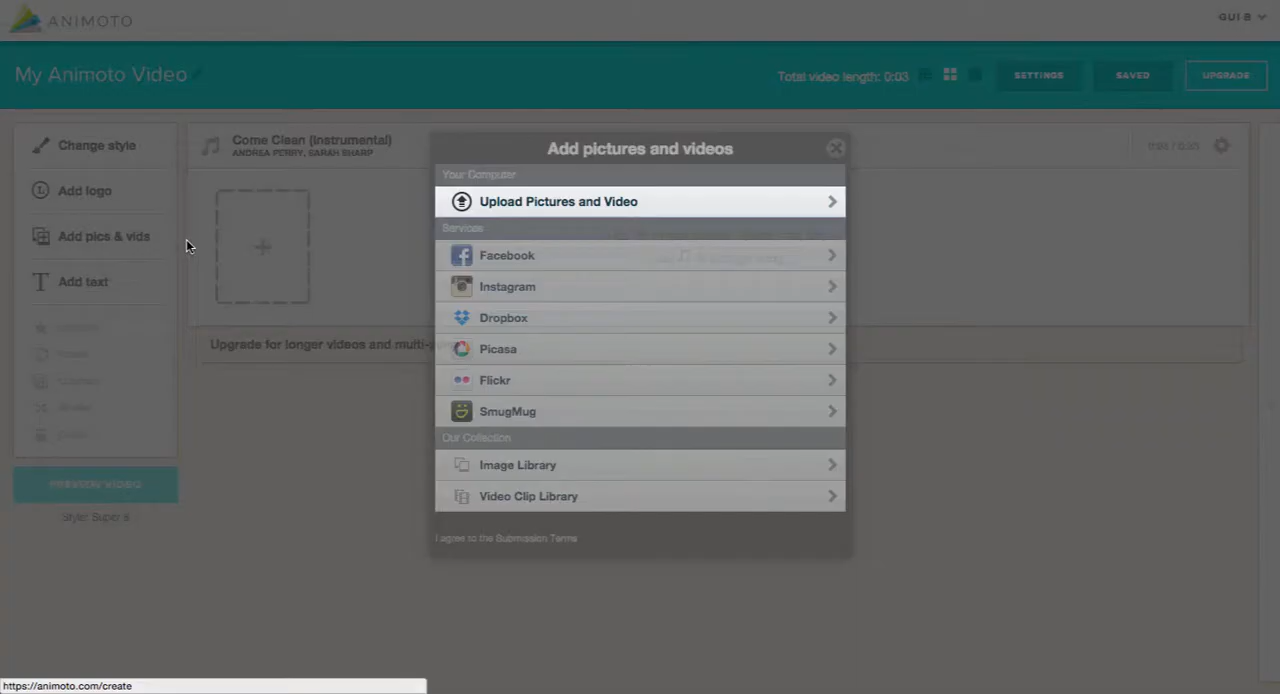 ANIMOTO
GUI B
My Animoto Video
Total video length: 0:03
SETTINGS
SAVED
UPGRADE
Change style
Add logo
Add pics & vids
Add text
Come Clean (Instrumental)
ANDREA PERRY, SARAH SHARP
Add pictures and videos
Your Computer
Upload Pictures and Video
Services
Facebook
Instagram
Dropbox
Picasa
Flickr
SmugMug
Our Collection
Image Library
Video Clip Library
I agree to the Submission Terms
Upgrade for longer videos and multi-
PREVIEW VIDEO
Style: Super 8
https://animoto.com/create